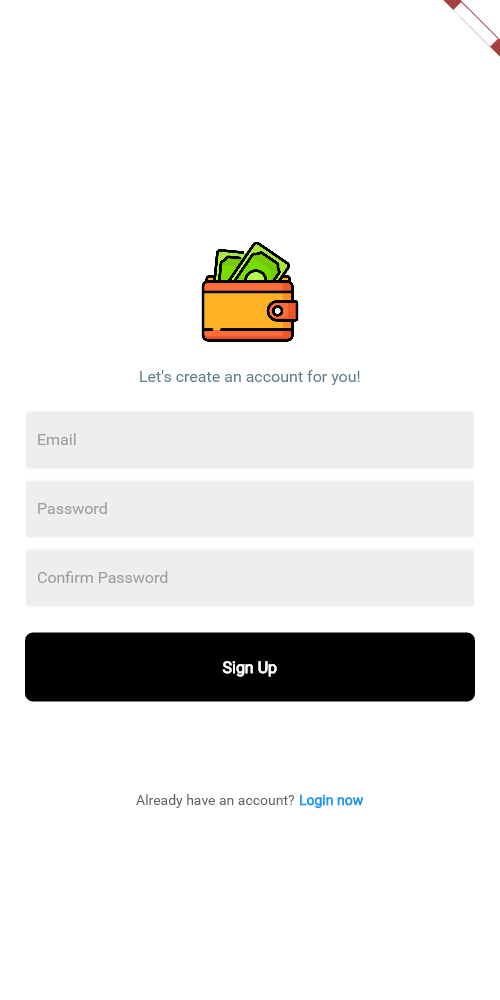 Let's create an account for you!
Email
Password
Confirm Password
Sign Up
Already have an account? Login now